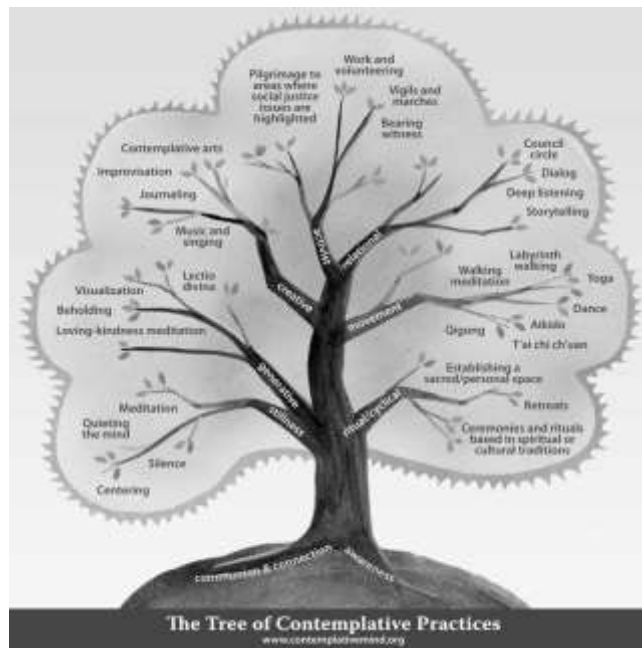 Work and
volunteering
Pilgrimage to
areas where
social justice
issues are
highlighted
Vigils and
marches
Bearing
witness
Contemplative arts
Improvisation
Journaling
Music and
singing
Council
circle
Dialog
Deep listening
Storytelling
activist
relational
creative
Lectio
divina
Visualization
Beholding
Loving-kindness meditation
Labyrinth
walking
Walking
meditation
Yoga
Dance
Aikido
T'ai chi ch'uan
Qigong
movement
generative
Establishing a
sacred/personal space
Retreats
Ceremonies and rituals
based in spiritual or
cultural traditions
ritual/cyclical
stillness
Meditation
Quieting
the mind
Silence
Centering
communion & connection
awareness
The Tree of Contemplative Practices
www.contemplativemind.org